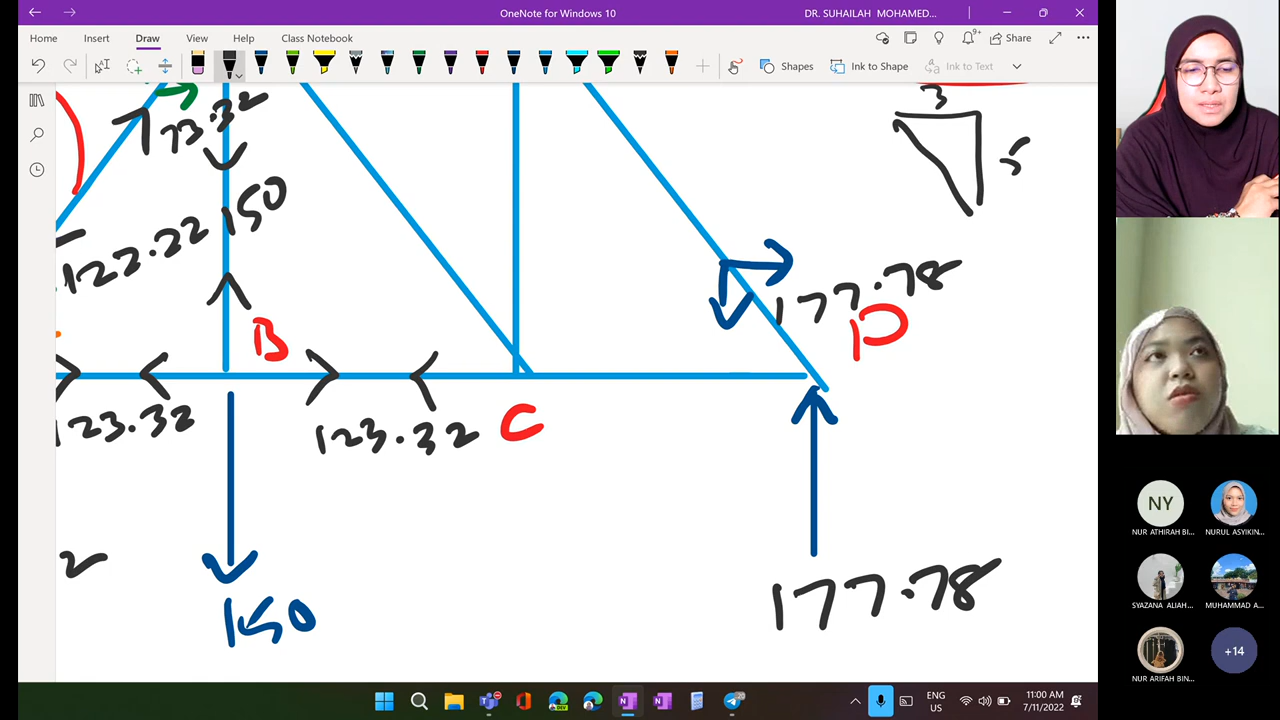 OneNote for Windows 10
DR. SUHAILAH MOHAMED...
Home Insert Draw View Help Class Notebook
Share
Shapes
Ink to Shape
Ink to Text
3
5
73.32
150
122.22
177.78
B
D
123.32
123.32
C
2
150
177.78
NY
NUR ATHIRAH BI...
NURUL ASYIKIN...
SYAZANA ALIAH...
MUHAMMAD A...
NUR ARIFAH BIN...
+14
ENG
US
11:00 AM
7/11/2022
9+